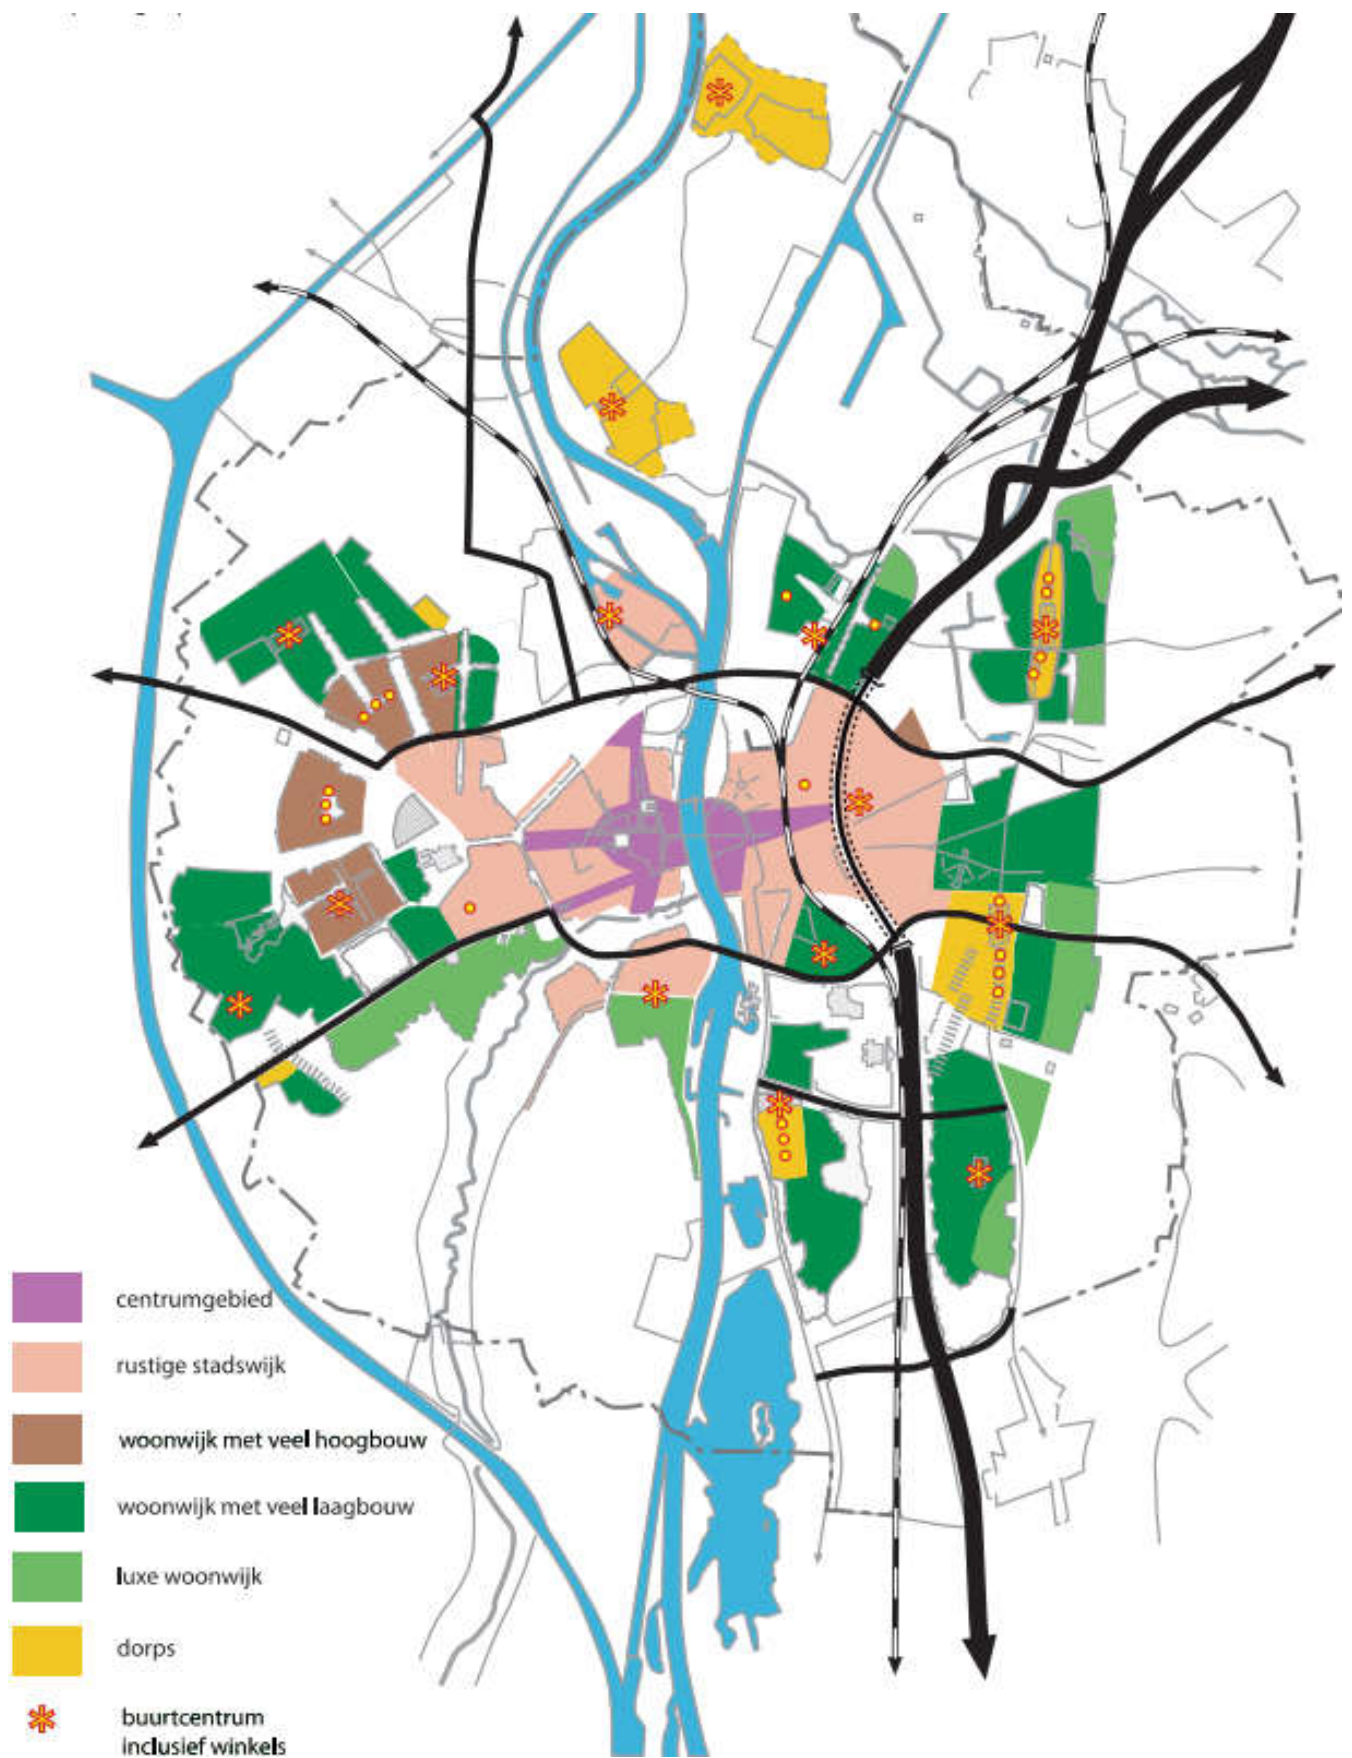 centrumgebied
rustige stadswijk
woonwijk met veel hoogbouw
woonwijk met veel laagbouw
luxe woonwijk
dorps
buurtcentrum
inclusief winkels